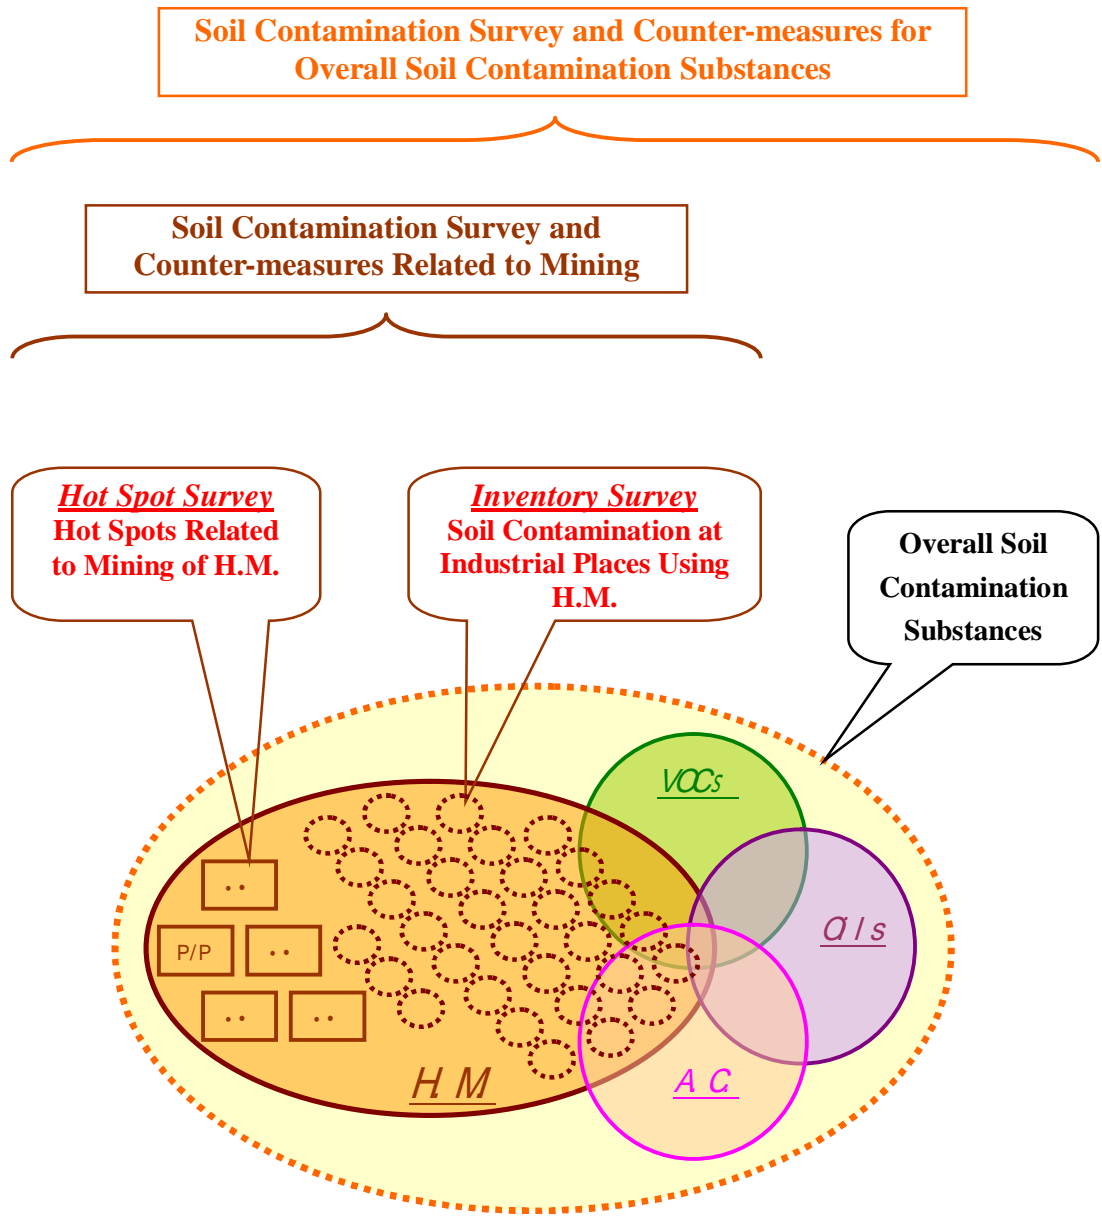 Soil Contamination Survey and Counter-measures for
Overall Soil Contamination Substances
Soil Contamination Survey and
Counter-measures Related to Mining
Hot Spot Survey
Hot Spots Related
to Mining of H.M.
Inventory Survey
Soil Contamination at
Industrial Places Using
H.M.
Overall Soil
Contamination
Substances
VOCs
Oils
P/P
H.M.
A.C.